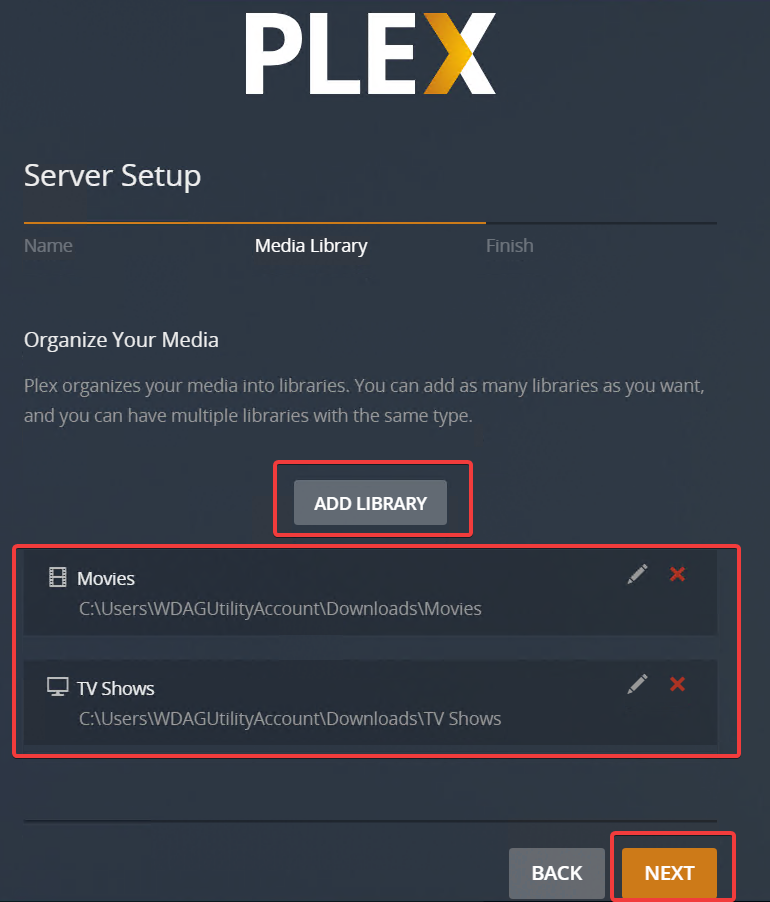 PLEX
Server Setup
Name
Media Library
Finish
Organize Your Media
Plex organizes your media into libraries. You can add as many libraries as you want,
and you can have multiple libraries with the same type.
ADD LIBRARY
Movies
C:\Users\WDAGUtilityAccount\Downloads\Movies
TV Shows
C:\Users\WDAGUtilityAccount\Downloads\TV Shows
BACK
NEXT